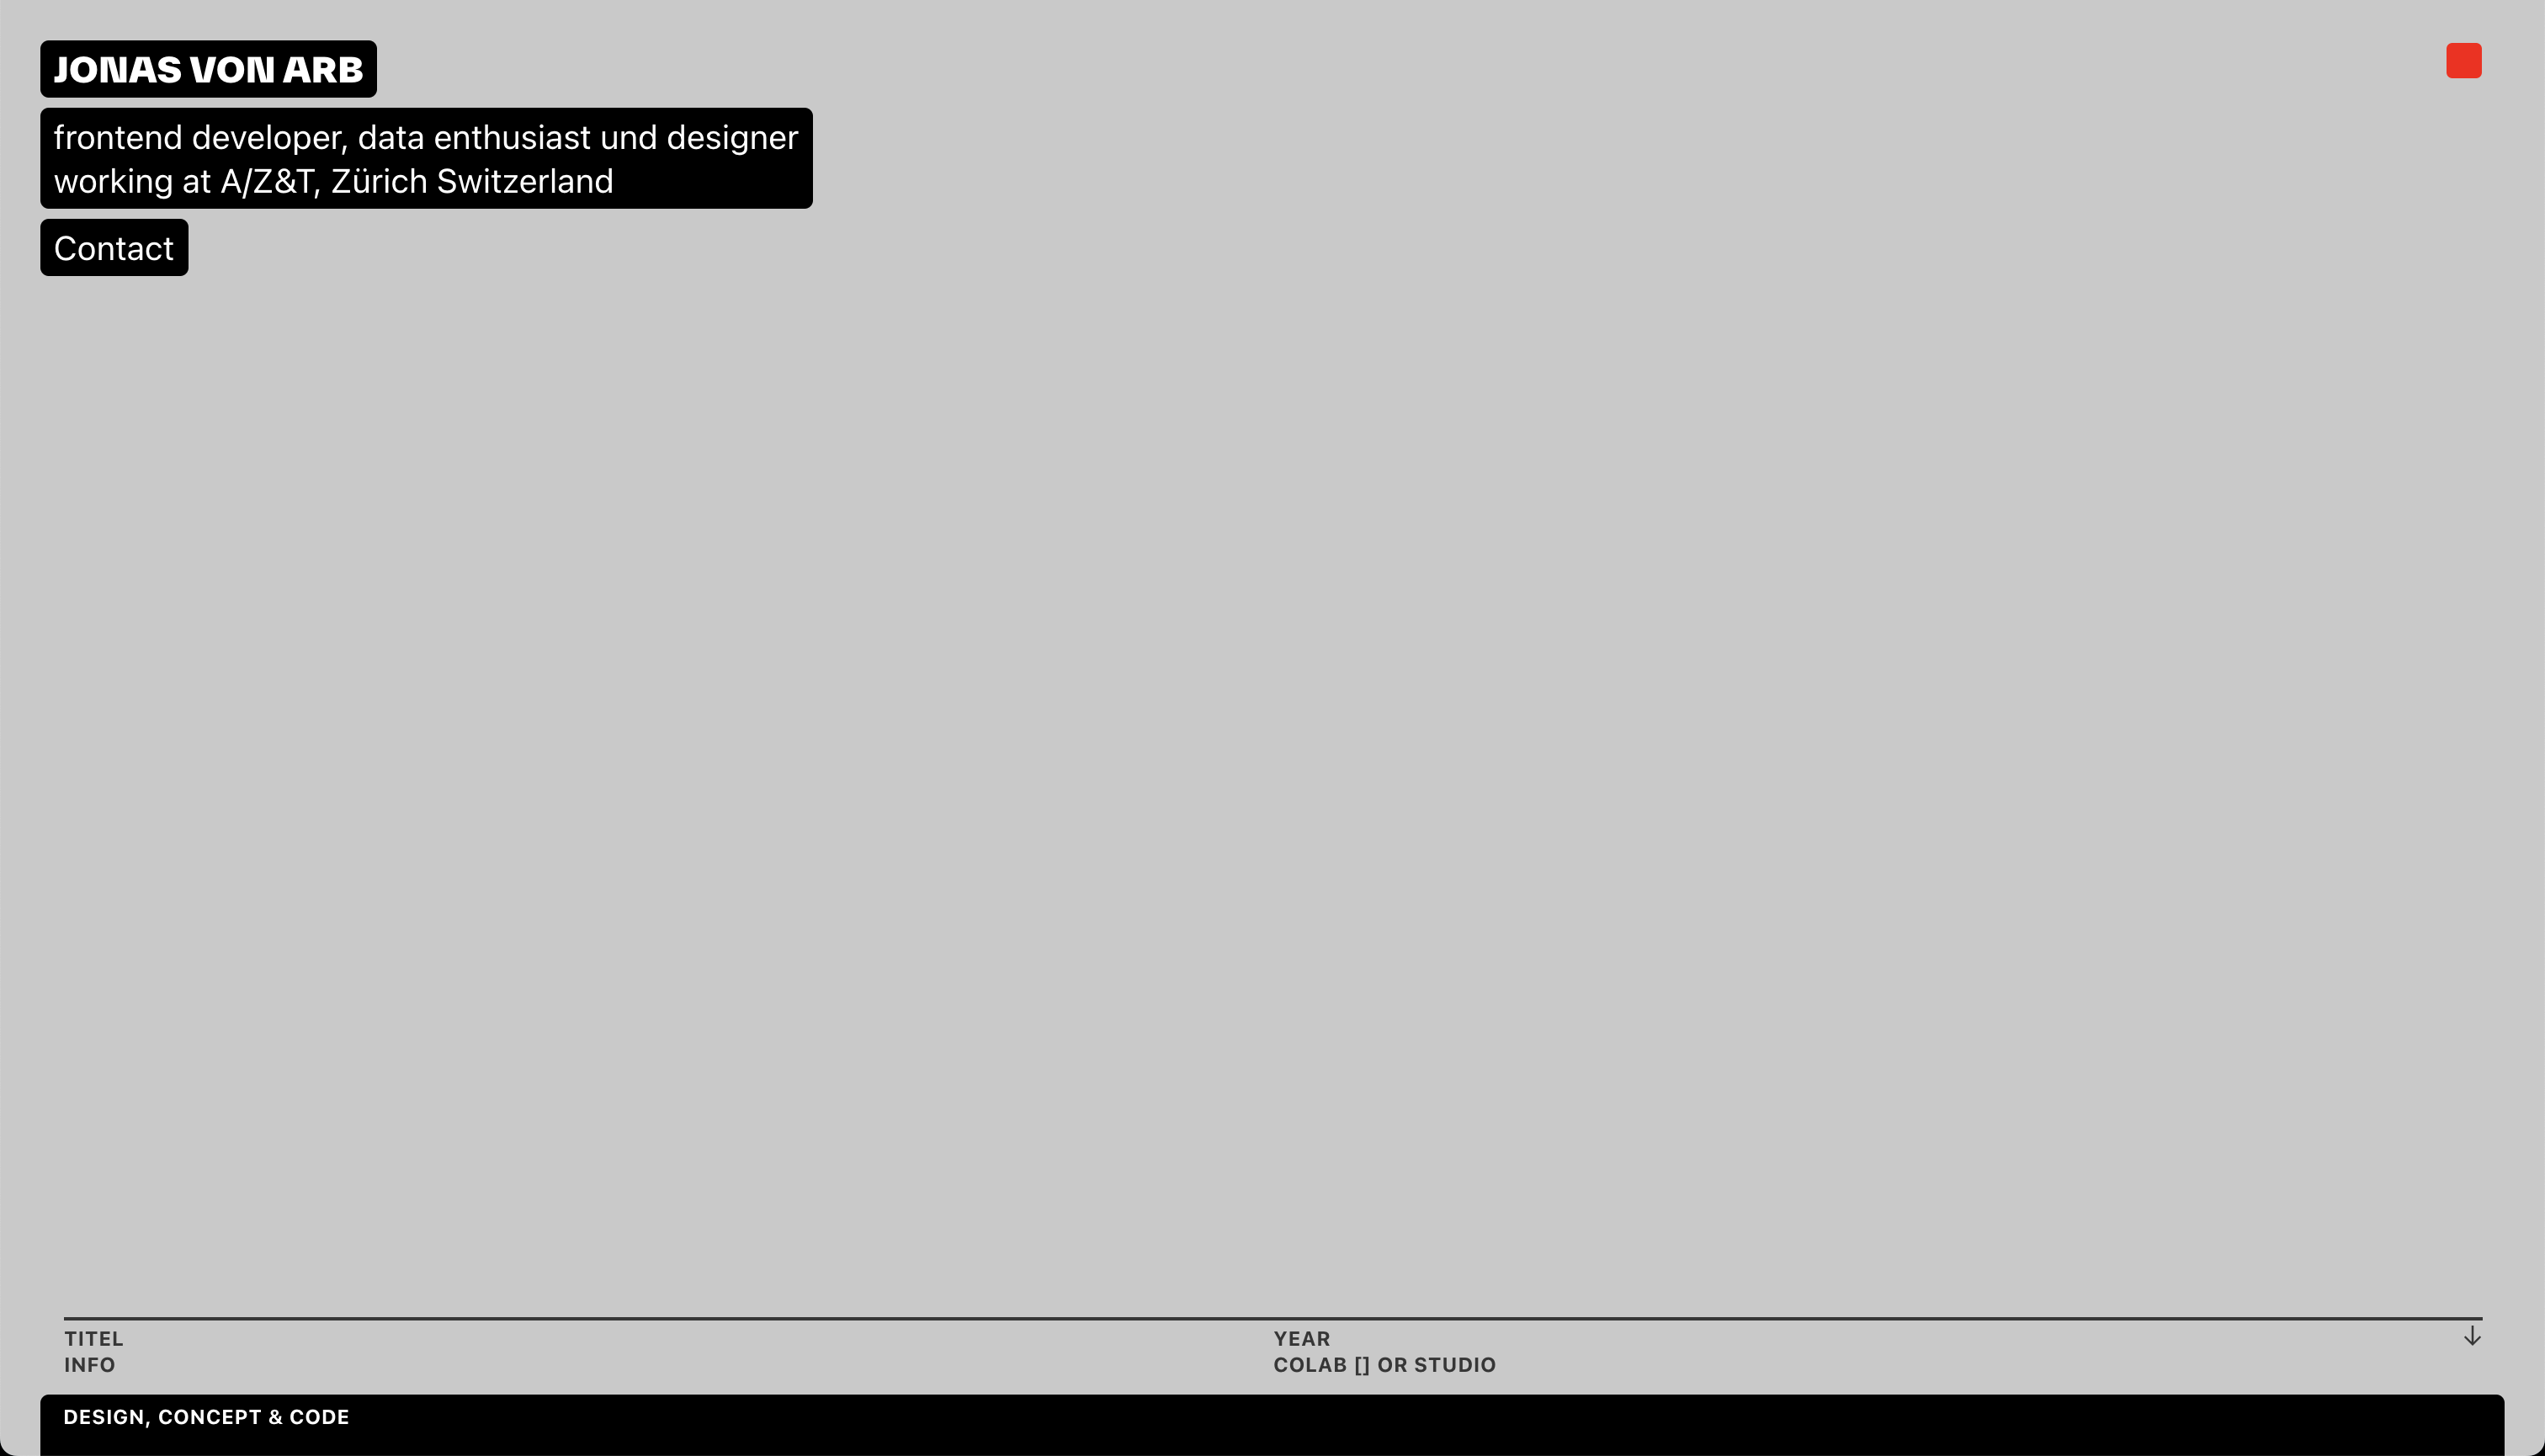 JONAS VON ARB
frontend developer, data enthusiast und designer
working at A/Z&T, Zürich Switzerland
Contact
TITEL
INFO
YEAR
COLAB [] OR STUDIO
DESIGN, CONCEPT & CODE